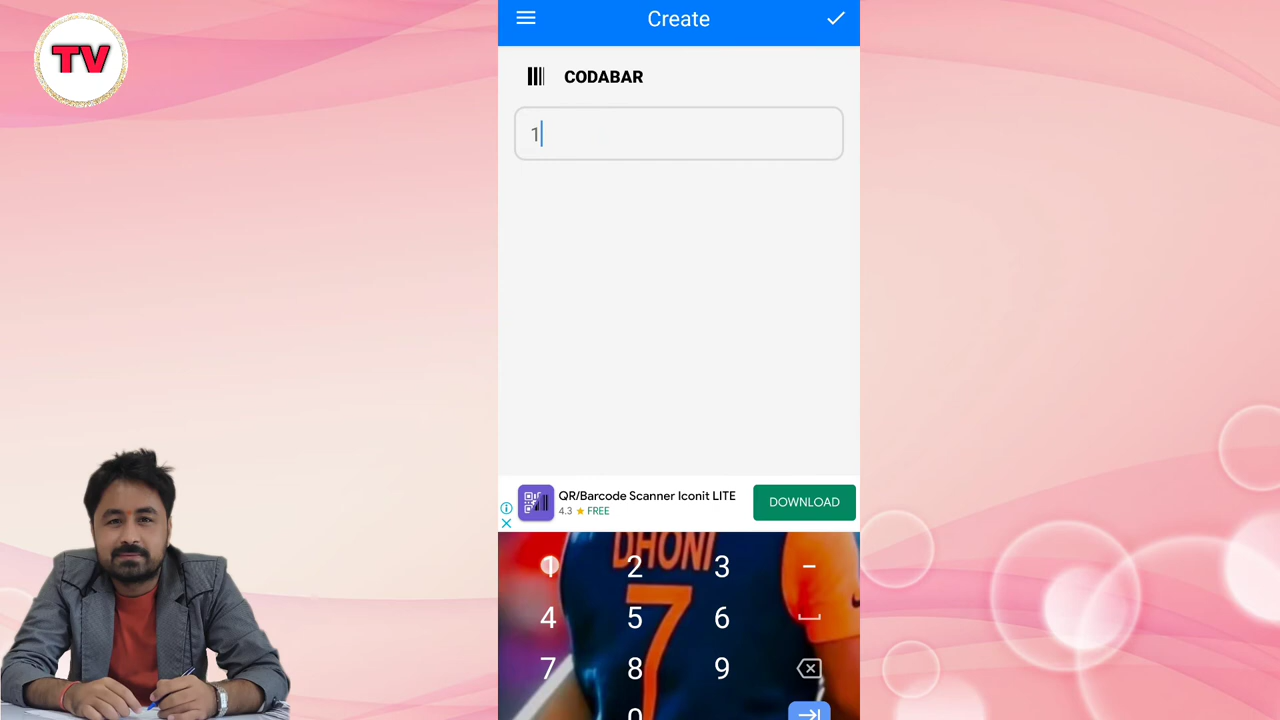 TV
Create
CODABAR
1
QR/Barcode Scanner Iconit LITE
4.3 ★ FREE
DOWNLOAD
DHONI
7
1 2 3 -
4 5 6
7 8 9
0